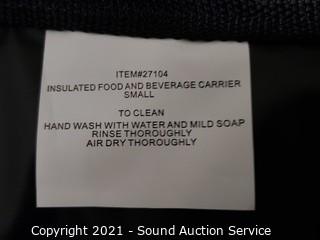 ITEM#27104
INSULATED FOOD AND BEVERAGE CARRIER
SMALL
TO CLEAN
HAND WASH WITH WATER AND MILD SOAP
RINSE THOROUGHLY
AIR DRY THOROUGHLY
Copyright 2021 - Sound Auction Service